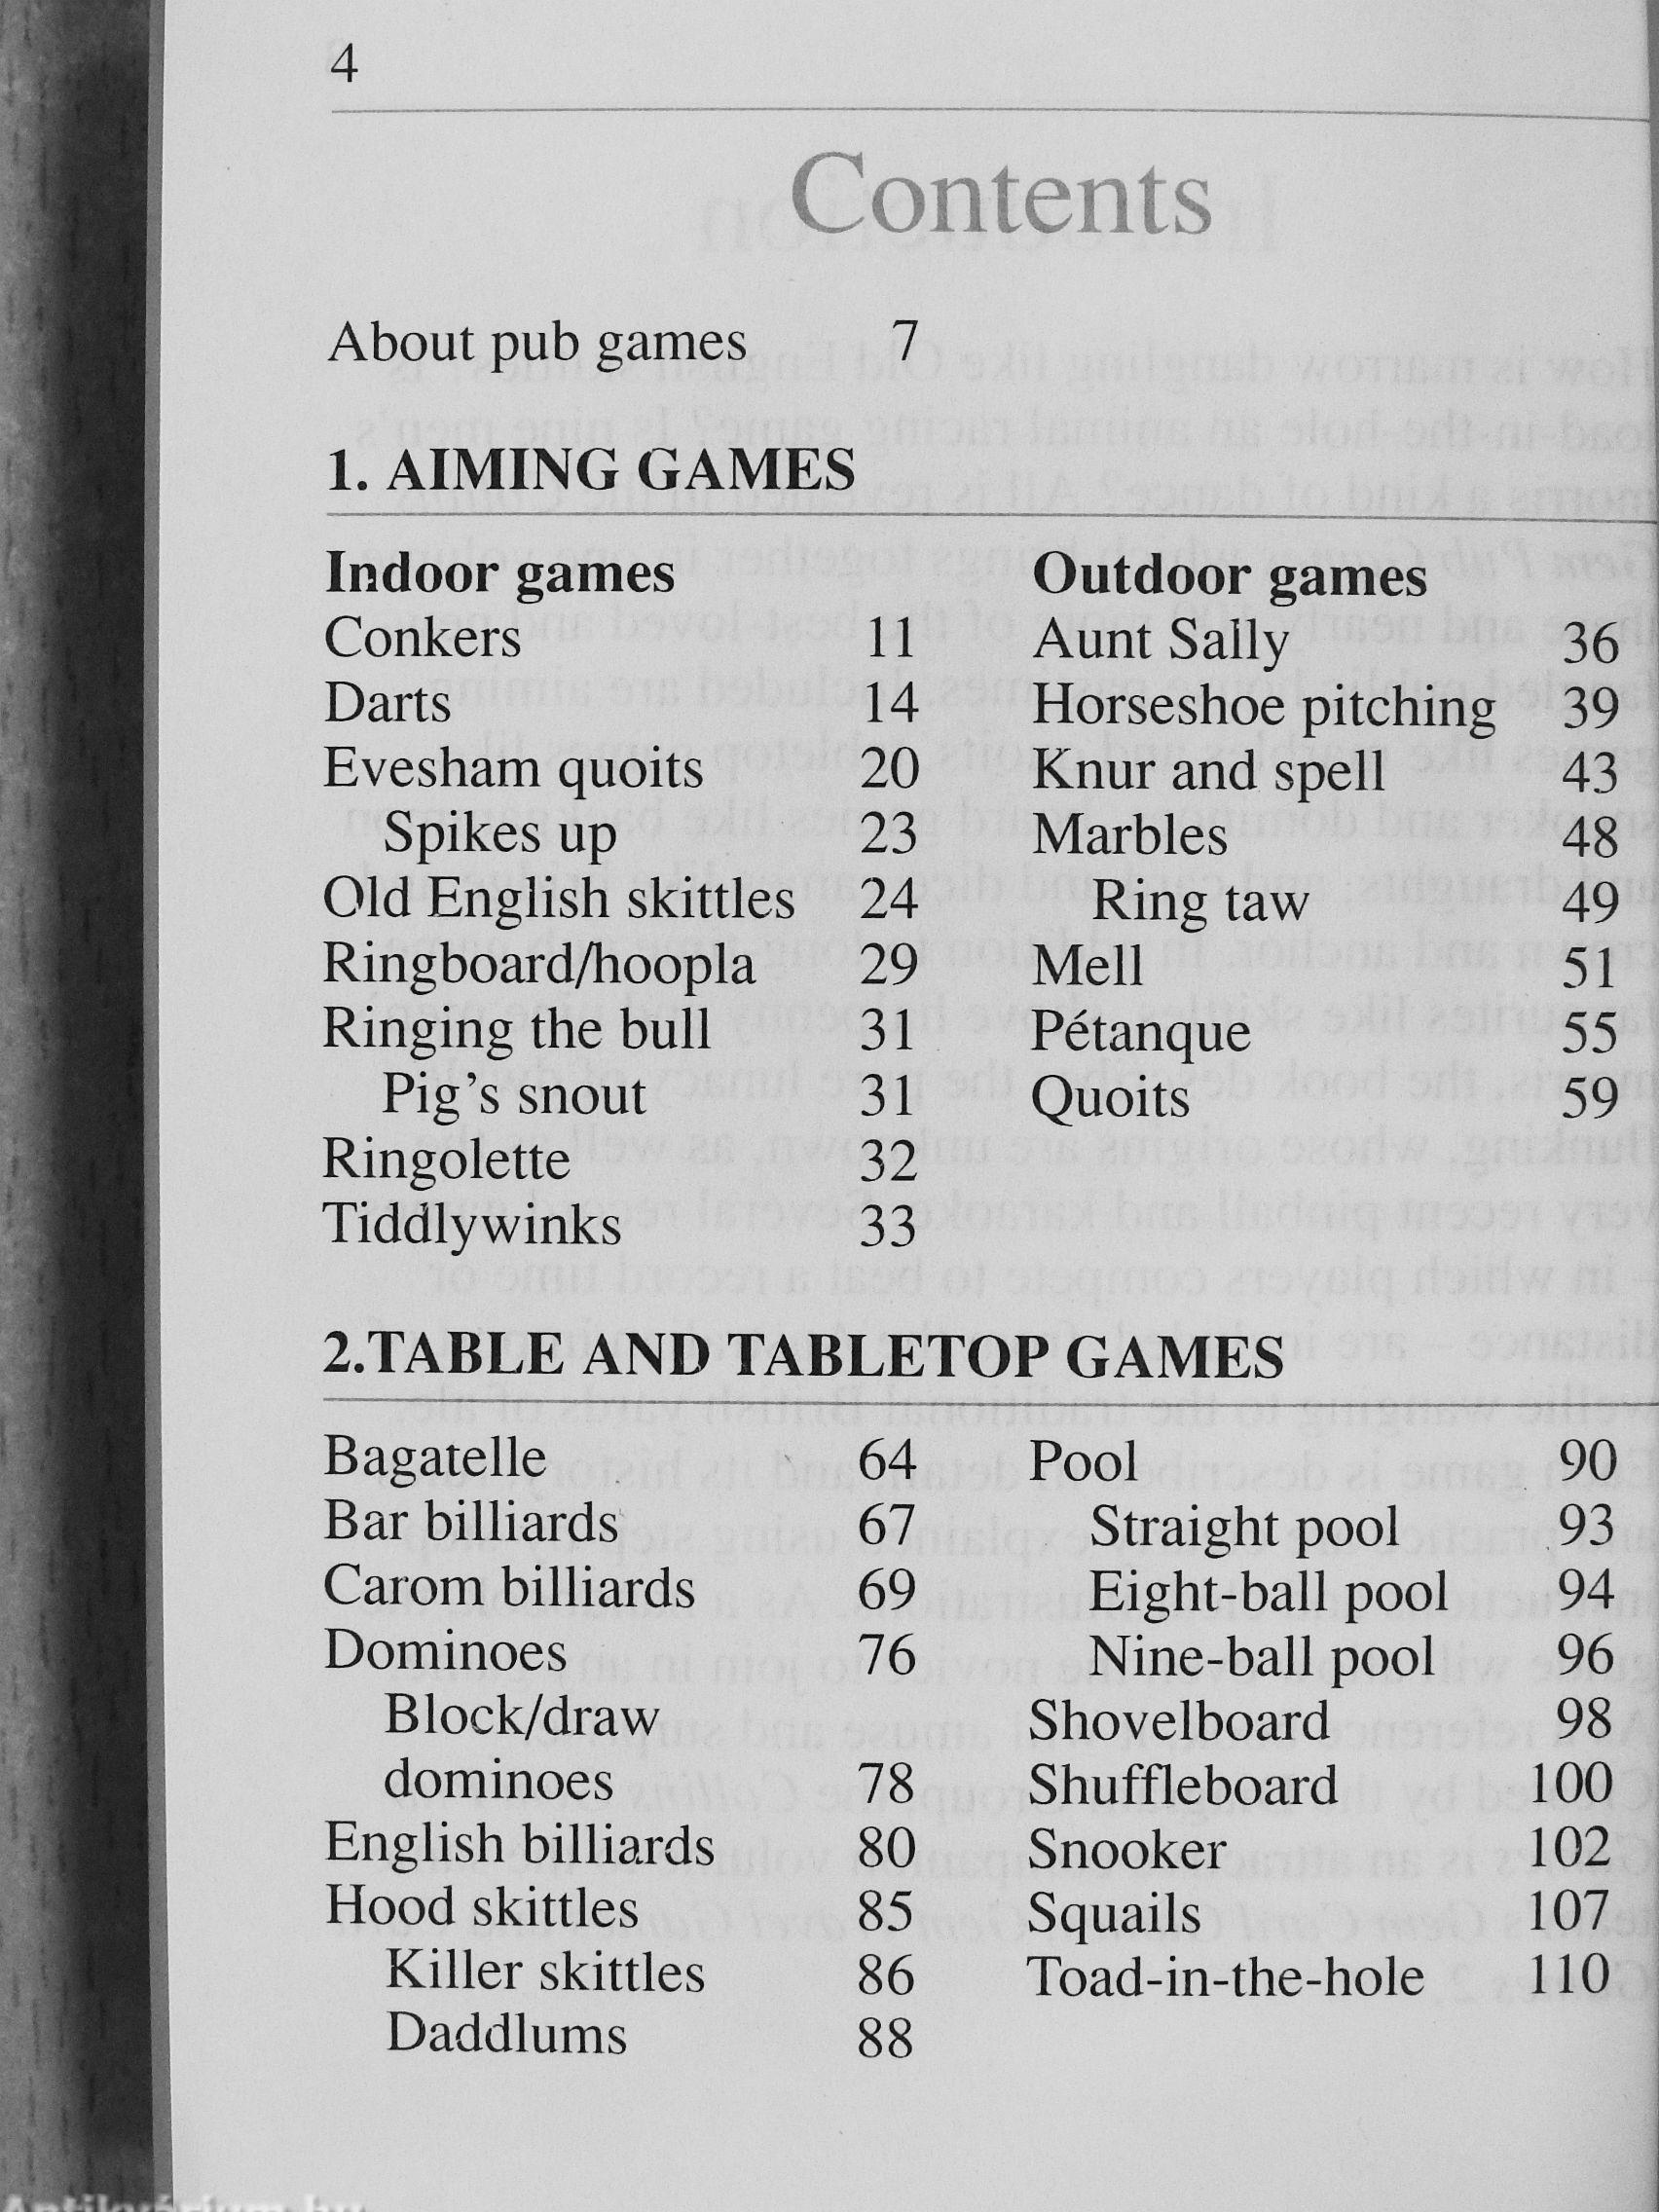 4
Contents
About pub games 7
1. AIMING GAMES
Indoor games
Conkers 11
Darts 14
Evesham quoits 20
Spikes up 23
Old English skittles 24
Ringboard/hoopla 29
Ringing the bull 31
Pig's snout 31
Ringolette 32
Tiddlywinks 33
Outdoor games
Aunt Sally 36
Horseshoe pitching 39
Knur and spell 43
Marbles 48
Ring taw 49
Mell 51
Pétanque 55
Quoits 59
2.TABLE AND TABLETOP GAMES
Bagatelle 64
Bar billiards 67
Carom billiards 69
Dominoes 76
Block/draw
dominoes 78
English billiards 80
Hood skittles 85
Killer skittles 86
Daddlums 88
Pool 90
Straight pool 93
Eight-ball pool 94
Nine-ball pool 96
Shovelboard 98
Shuffleboard 100
Snooker 102
Squails 107
Toad-in-the-hole 110